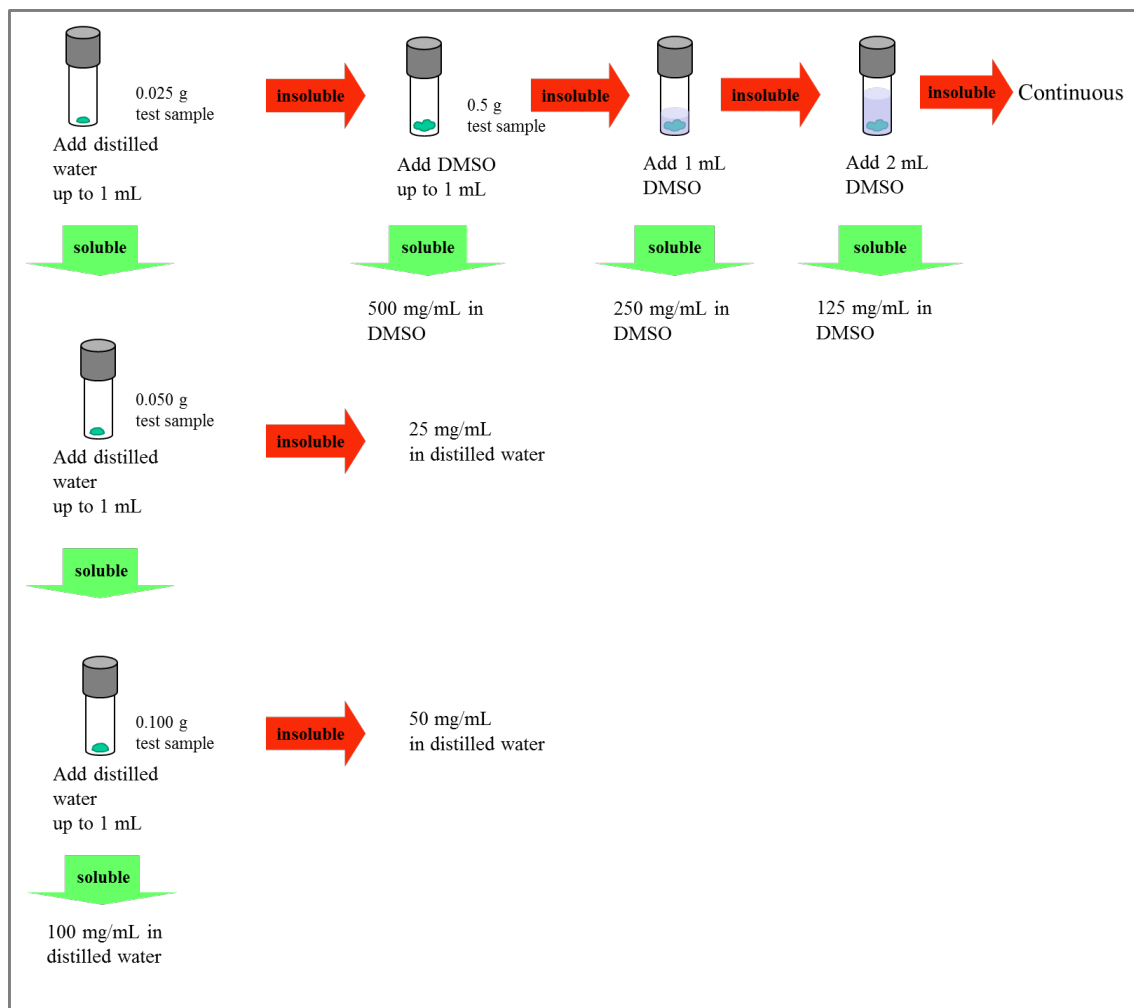 0.025 g
test sample
Add distilled
water
up to 1 mL
insoluble
0.5 g
test sample
Add DMSO
up to 1 mL
insoluble
Add 1 mL
DMSO
insoluble
Add 2 mL
DMSO
insoluble
Continuous
soluble
soluble
soluble
soluble
500 mg/mL in
DMSO
250 mg/mL in
DMSO
125 mg/mL in
DMSO
0.050 g
test sample
Add distilled
water
up to 1 mL
insoluble
25 mg/mL
in distilled water
soluble
0.100 g
test sample
Add distilled
water
up to 1 mL
insoluble
50 mg/mL
in distilled water
soluble
100 mg/mL in
distilled water